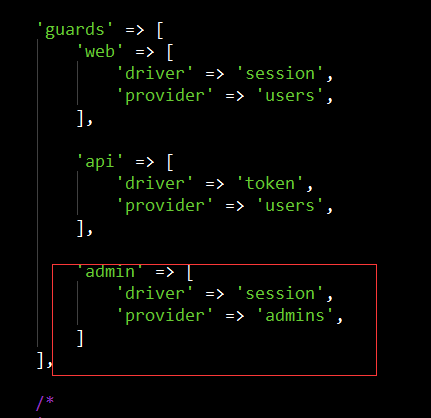 'guards' => [
'web' => [
'driver' => 'session',
'provider' => 'users',
],
'api' => [
'driver' => 'token',
'provider' => 'users',
],
'admin' => [
'driver' => 'session',
'provider' => 'admins',
]
],
/*